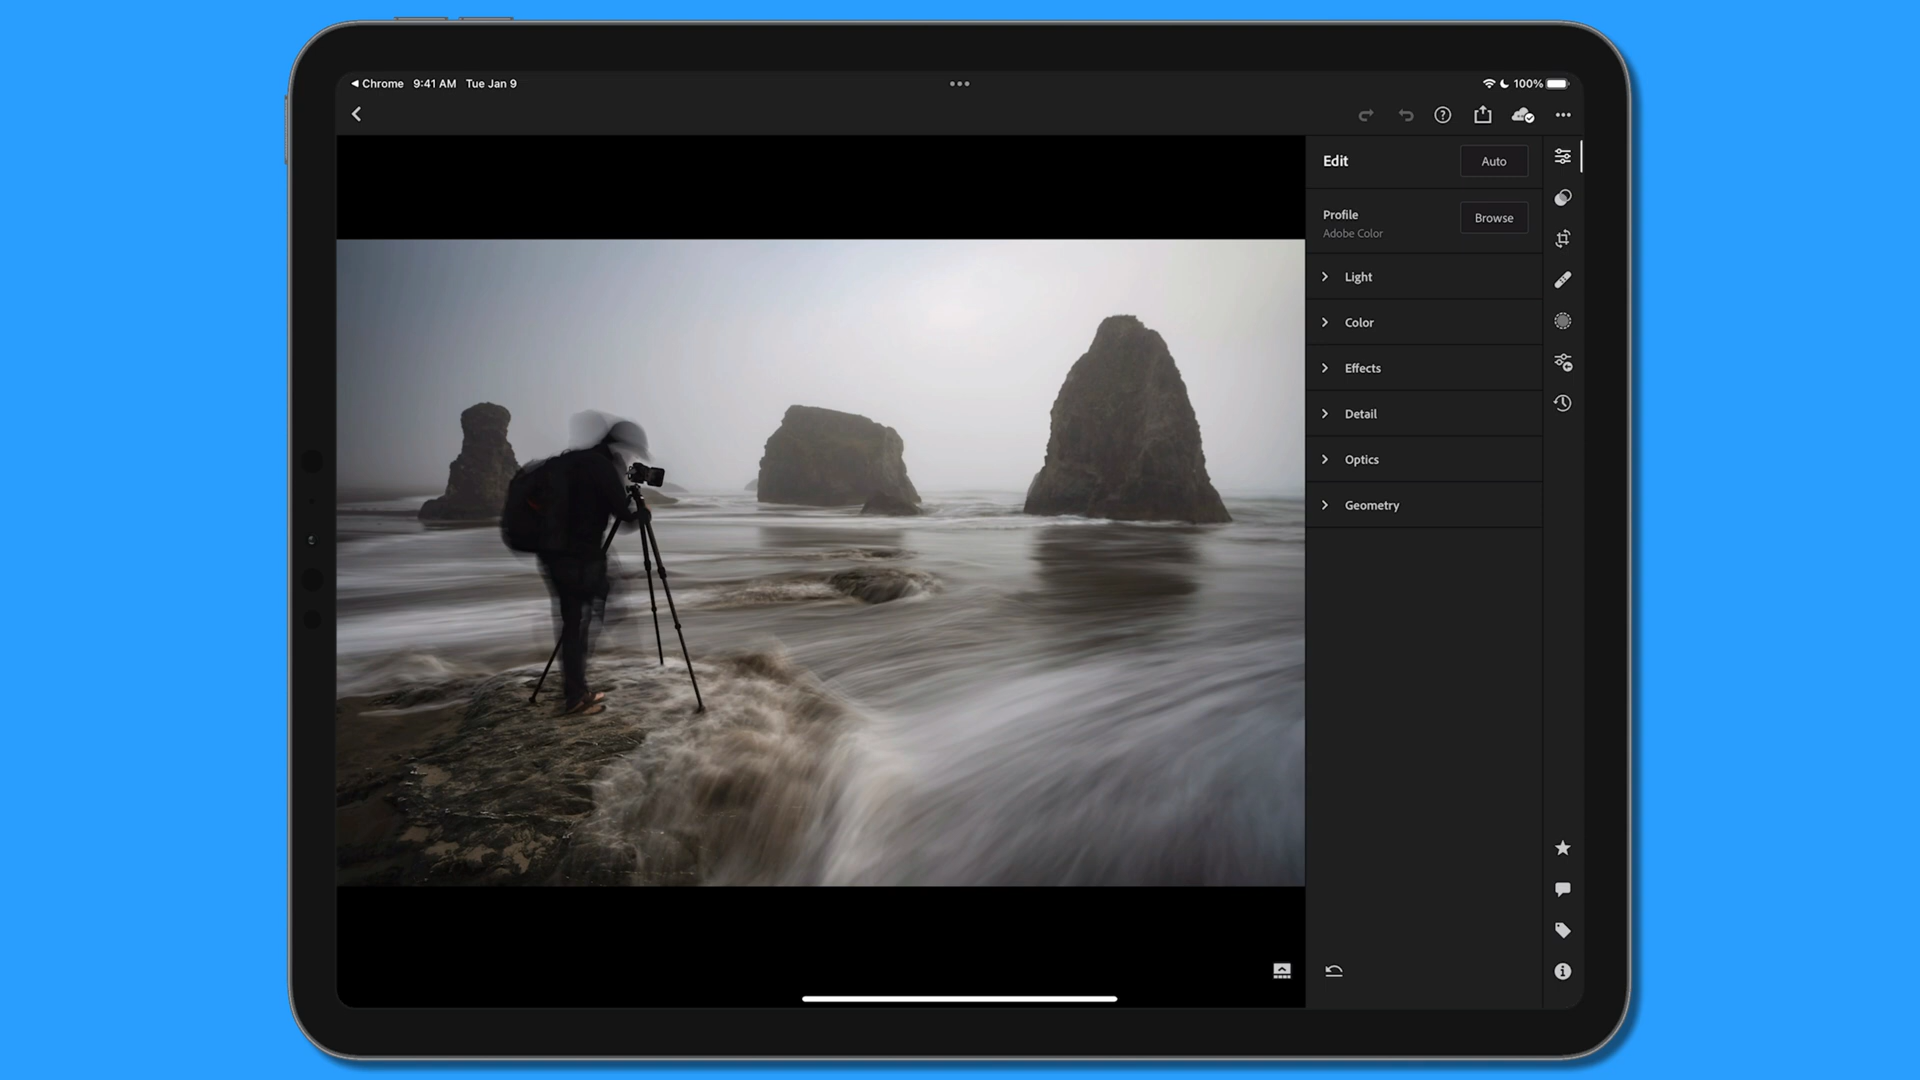 ◀ Chrome 9:41 AM Tue Jan 9
100%
Edit
Auto
Profile
Adobe Color
Browse
Light
Color
Effects
Detail
Optics
Geometry